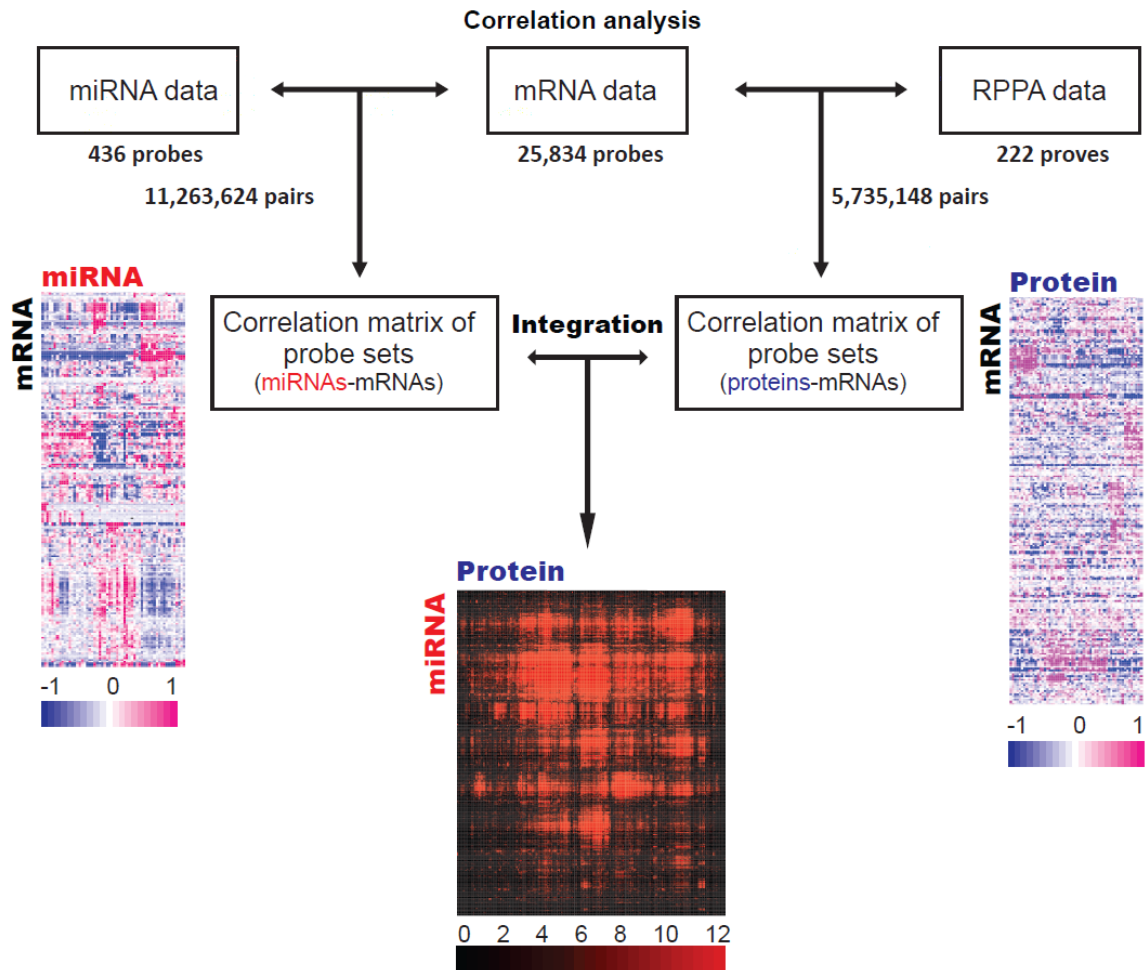 Correlation analysis
miRNA data
mRNA data
RPPA data
436 probes
25,834 probes
222 proves
11,263,624 pairs
5,735,148 pairs
miRNA
mRNA
Correlation matrix of
probe sets
(miRNAs-mRNAs)
Integration
Correlation matrix of
probe sets
(proteins-mRNAs)
Protein
mRNA
-1 0 1
-1 0 1
Protein
miRNA
0 2 4 6 8 10 12